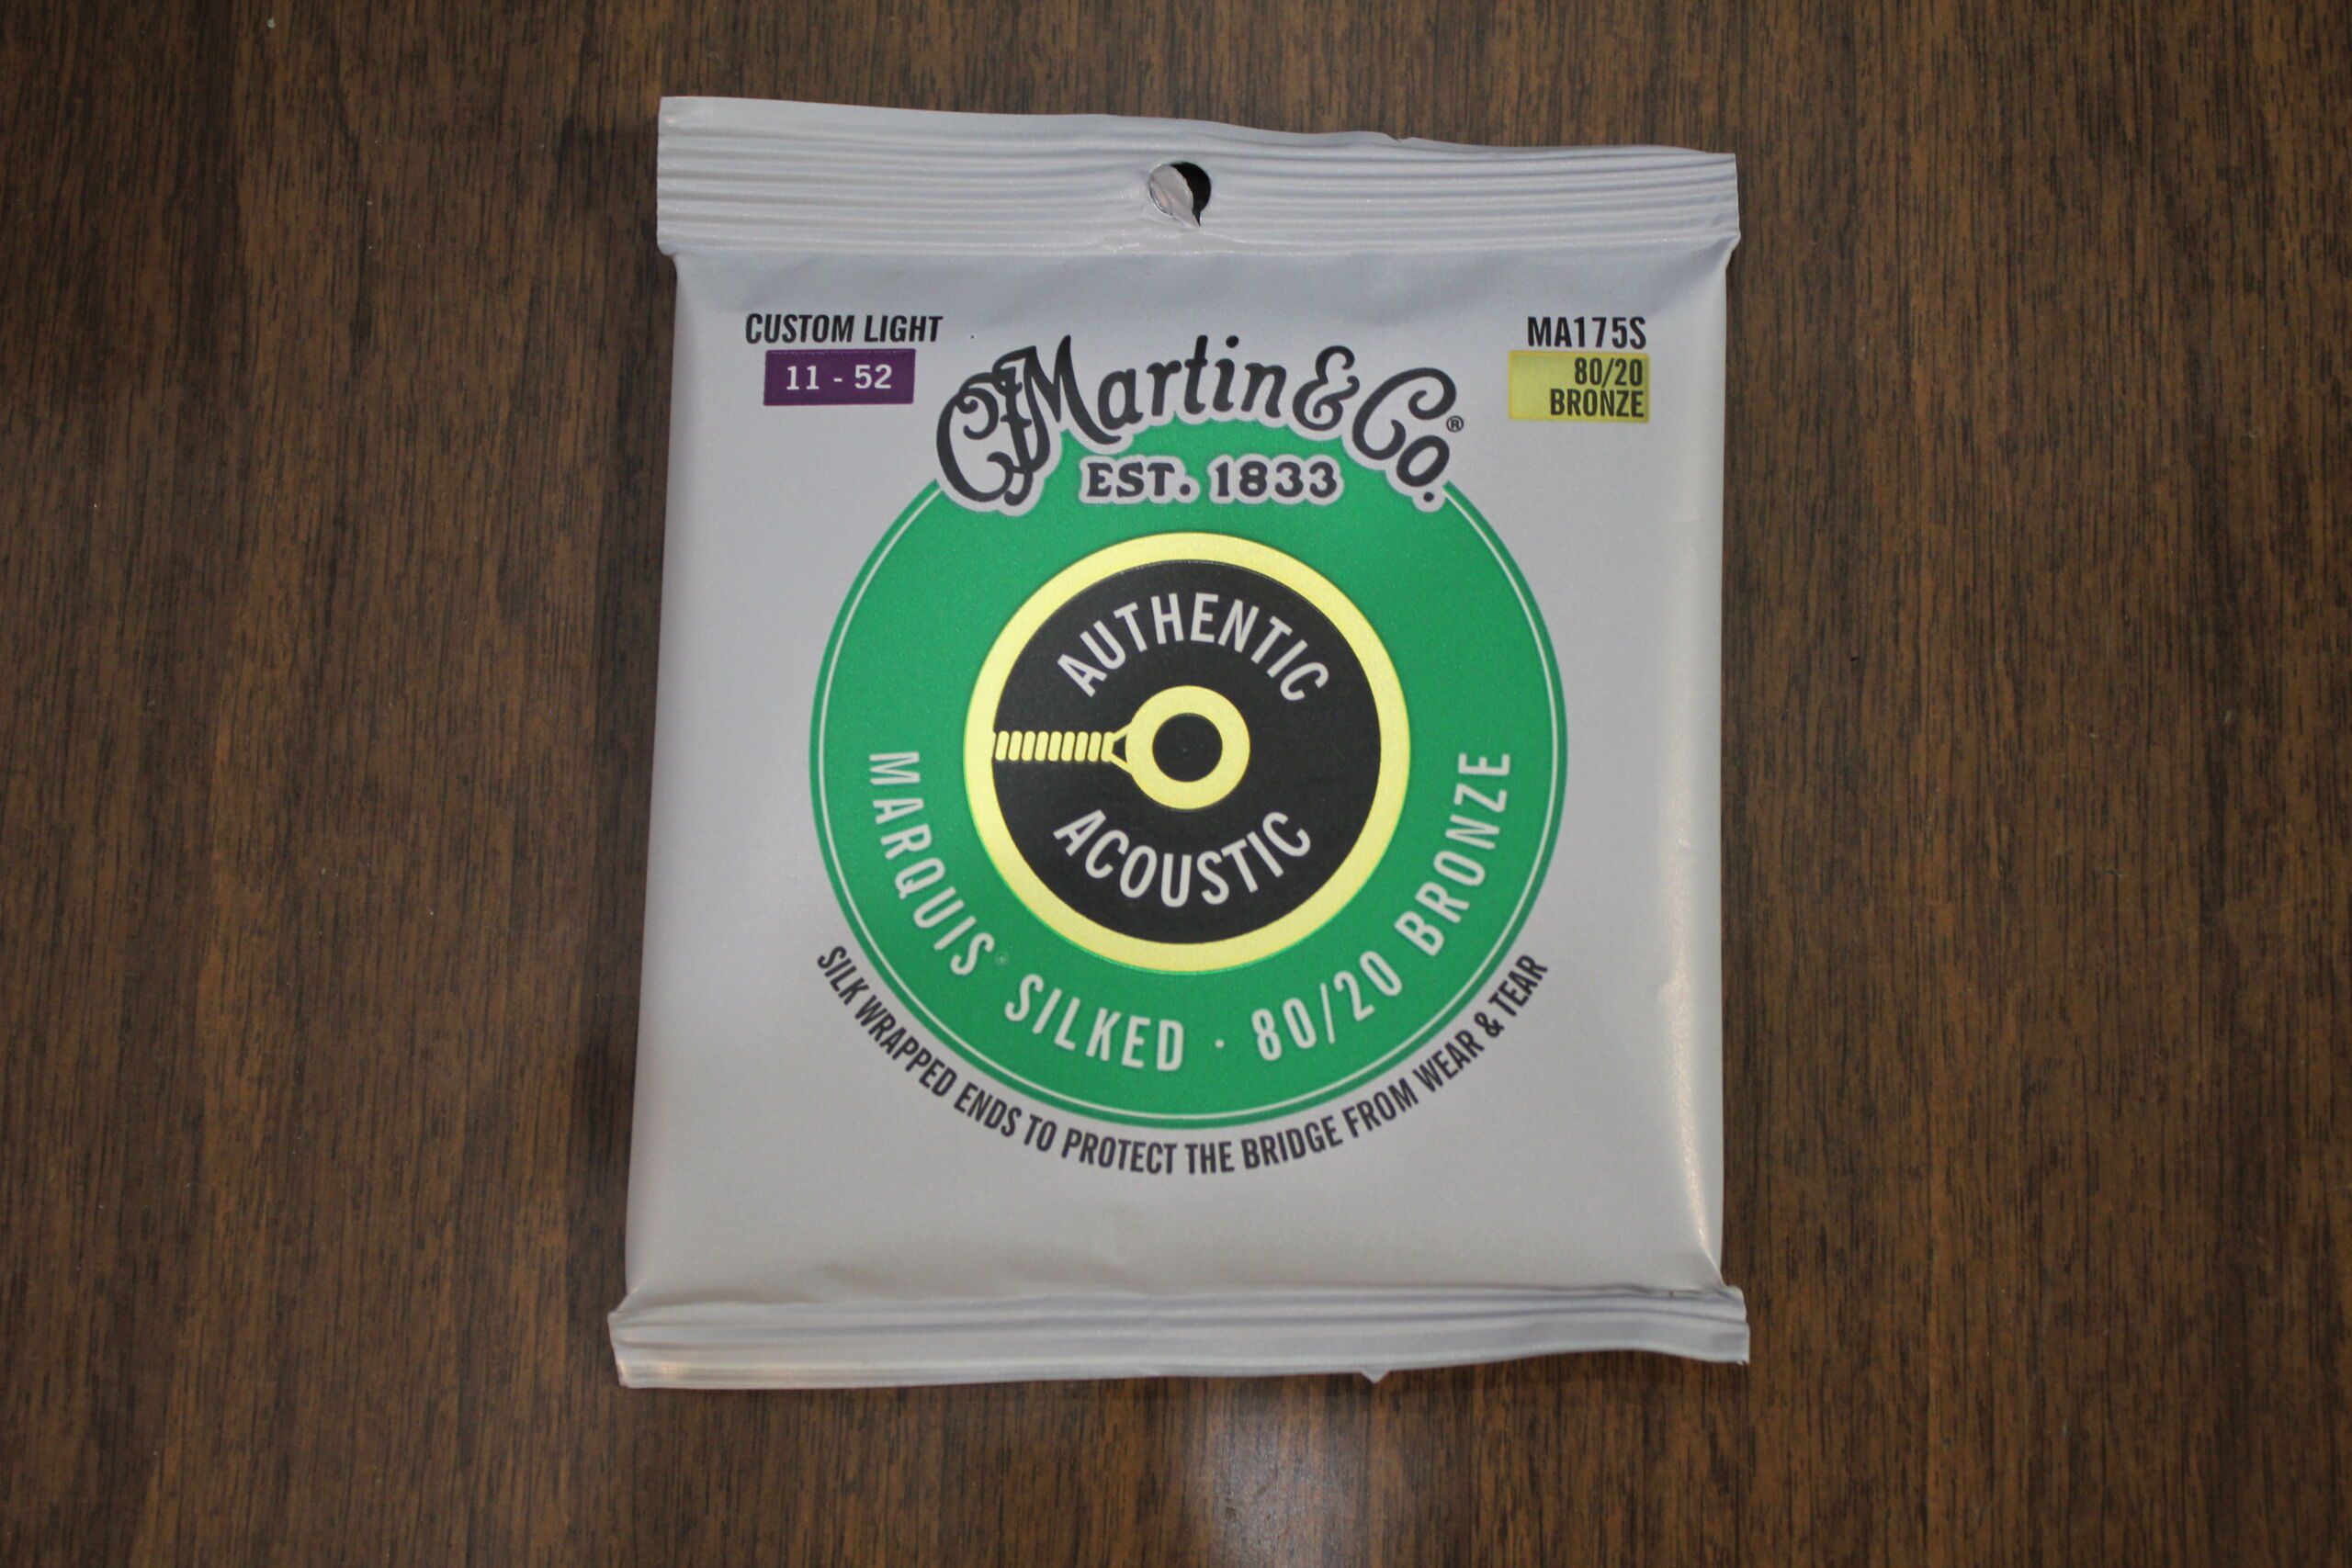 CUSTOM LIGHT
11 - 52
MA175S
80/20
BRONZE
CFMartin & Co.®
EST. 1833
AUTHENTIC
ACOUSTIC
MARQUIS® SILKED · 80/20 BRONZE
SILK WRAPPED ENDS TO PROTECT THE BRIDGE FROM WEAR & TEAR